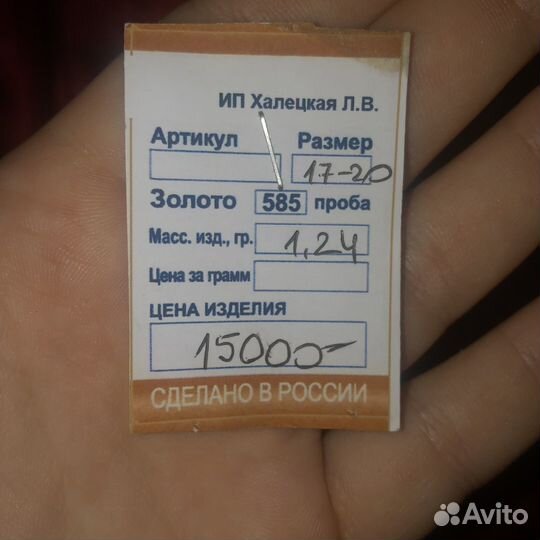 ИП Халецкая Л.В.
Артикул Размер
17-20
Золото 585 проба
Масс. изд., гр. 1,24
Цена за грамм
ЦЕНА ИЗДЕЛИЯ
15000-
СДЕЛАНО В РОССИИ
Avito